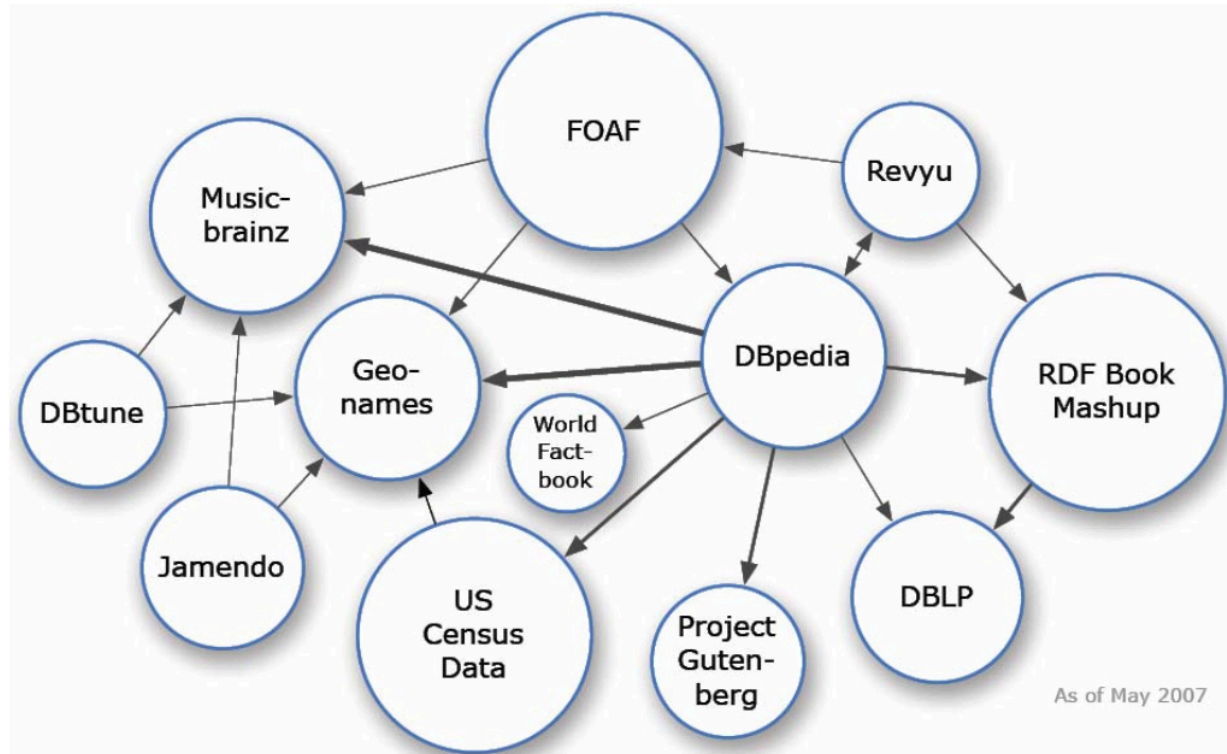 FOAF
Revyu
Music-
brainz
DBpedia
Geo-
names
RDF Book
Mashup
DBtune
World
Fact-
book
Jamendo
US
Census
Data
Project
Guten-
berg
DBLP
As of May 2007